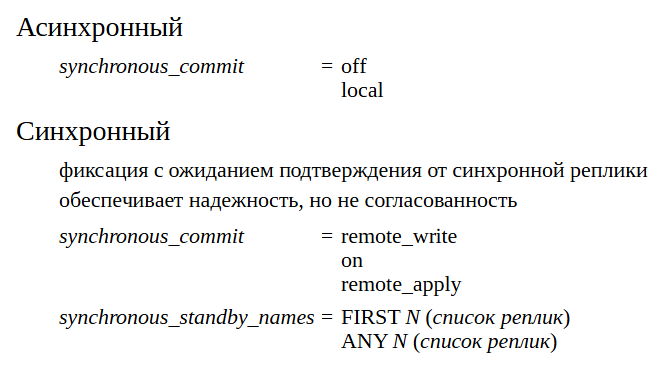 Асинхронный
synchronous_commit = off
local
Синхронный
фиксация с ожиданием подтверждения от синхронной реплики
обеспечивает надежность, но не согласованность
synchronous_commit = remote_write
on
remote_apply
synchronous_standby_names = FIRST N (список реплик)
ANY N (список реплик)